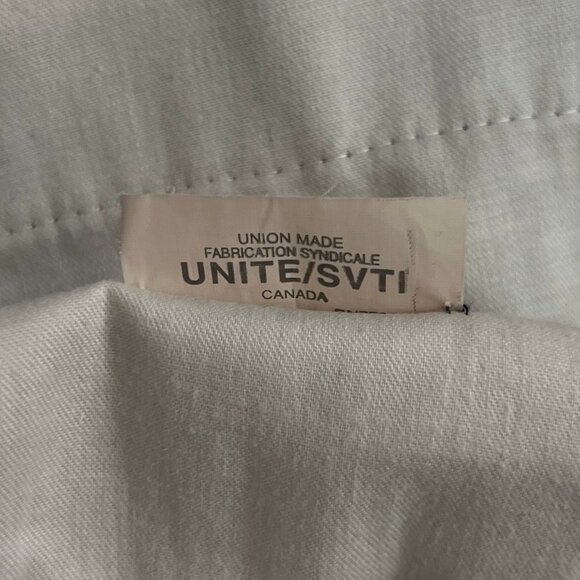 UNION MADE
FABRICATION SYNDICALE
UNITE/SVTI
CANADA